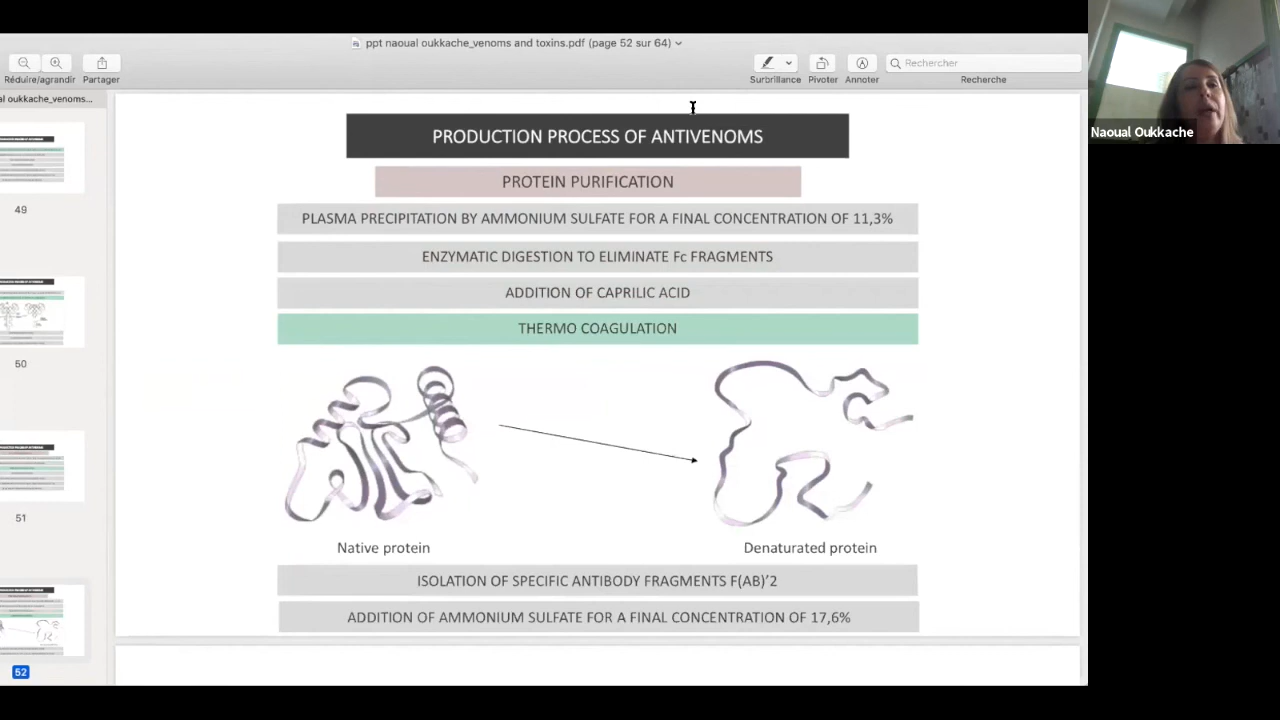 ppt naoual oukkache_venoms and toxins.pdf (page 52 sur 64)
Réduire/agrandir
Partager
Surbrillance
Pivoter
Annoter
Rechercher
Recherche
al oukkache_venoms...
49
50
51
52
PRODUCTION PROCESS OF ANTIVENOMS
PROTEIN PURIFICATION
PLASMA PRECIPITATION BY AMMONIUM SULFATE FOR A FINAL CONCENTRATION OF 11,3%
ENZYMATIC DIGESTION TO ELIMINATE Fc FRAGMENTS
ADDITION OF CAPRILIC ACID
THERMO COAGULATION
Native protein
Denaturated protein
ISOLATION OF SPECIFIC ANTIBODY FRAGMENTS F(AB)'2
ADDITION OF AMMONIUM SULFATE FOR A FINAL CONCENTRATION OF 17,6%
Naoual Oukkache